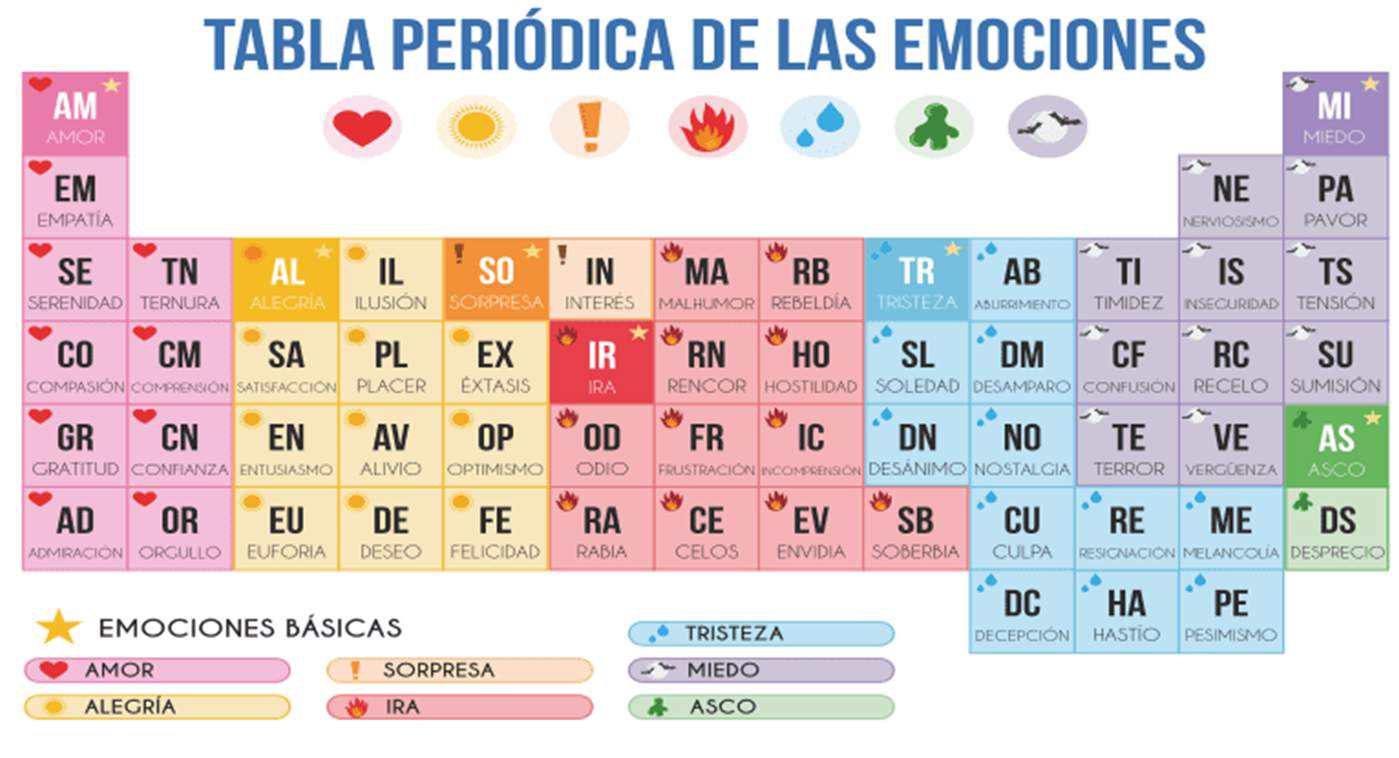 TABLA PERIÓDICA DE LAS EMOCIONES
AM
AMOR
MI
MIEDO
EM
EMPATÍA
NE
NERVIOSISMO
PA
PAVOR
SE
SERENIDAD
TN
TERNURA
AL
ALEGRÍA
IL
ILUSIÓN
SO
SORPRESA
IN
INTERÉS
MA
MALHUMOR
RB
REBELDÍA
TR
TRISTEZA
AB
ABURRIMIENTO
TI
TIMIDEZ
IS
INSEGURIDAD
TS
TENSIÓN
CO
COMPASIÓN
CM
COMPRENSIÓN
SA
SATISFACCIÓN
PL
PLACER
EX
ÉXTASIS
IR
IRA
RN
RENCOR
HO
HOSTILIDAD
SL
SOLEDAD
DM
DESAMPARO
CF
CONFUSIÓN
RC
RECELO
SU
SUMISIÓN
GR
GRATITUD
CN
CONFIANZA
EN
ENTUSIASMO
AV
ALIVIO
OP
OPTIMISMO
OD
ODIO
FR
FRUSTRACIÓN
IC
INCOMPRENSIÓN
DN
DESÁNIMO
NO
NOSTALGIA
TE
TERROR
VE
VERGÜENZA
AS
ASCO
AD
ADMIRACIÓN
OR
ORGULLO
EU
EUFORIA
DE
DESEO
FE
FELICIDAD
RA
RABIA
CE
CELOS
EV
ENVIDIA
SB
SOBERBIA
CU
CULPA
RE
RESIGNACIÓN
ME
MELANCOLÍA
DS
DESPRECIO
DC
DECEPCIÓN
HA
HASTÍO
PE
PESIMISMO
EMOCIONES BÁSICAS
AMOR
ALEGRÍA
SORPRESA
IRA
TRISTEZA
MIEDO
ASCO